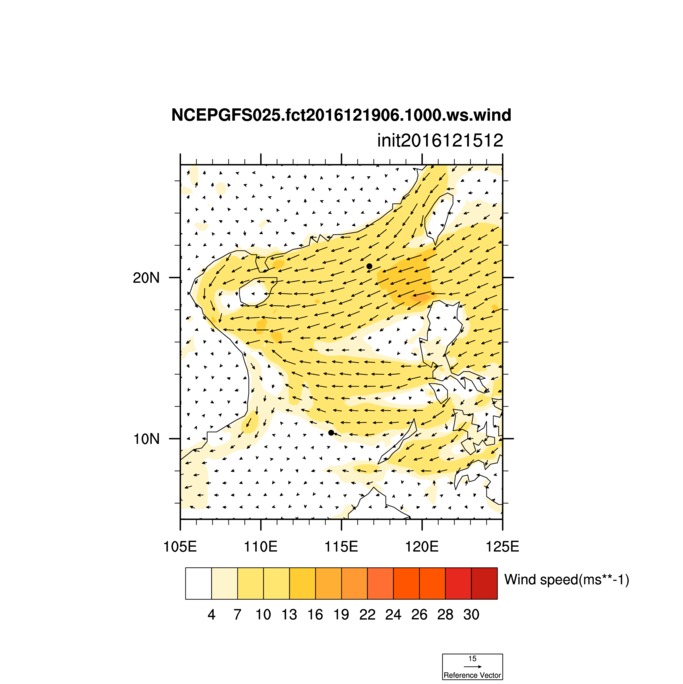 NCEPGFS025.fct2016121906.1000.ws.wind
init2016121512
20N
10N
105E 110E 115E 120E 125E
4 7 10 13 16 19 22 24 26 28 30
Wind speed(ms**-1)
15
Reference Vector